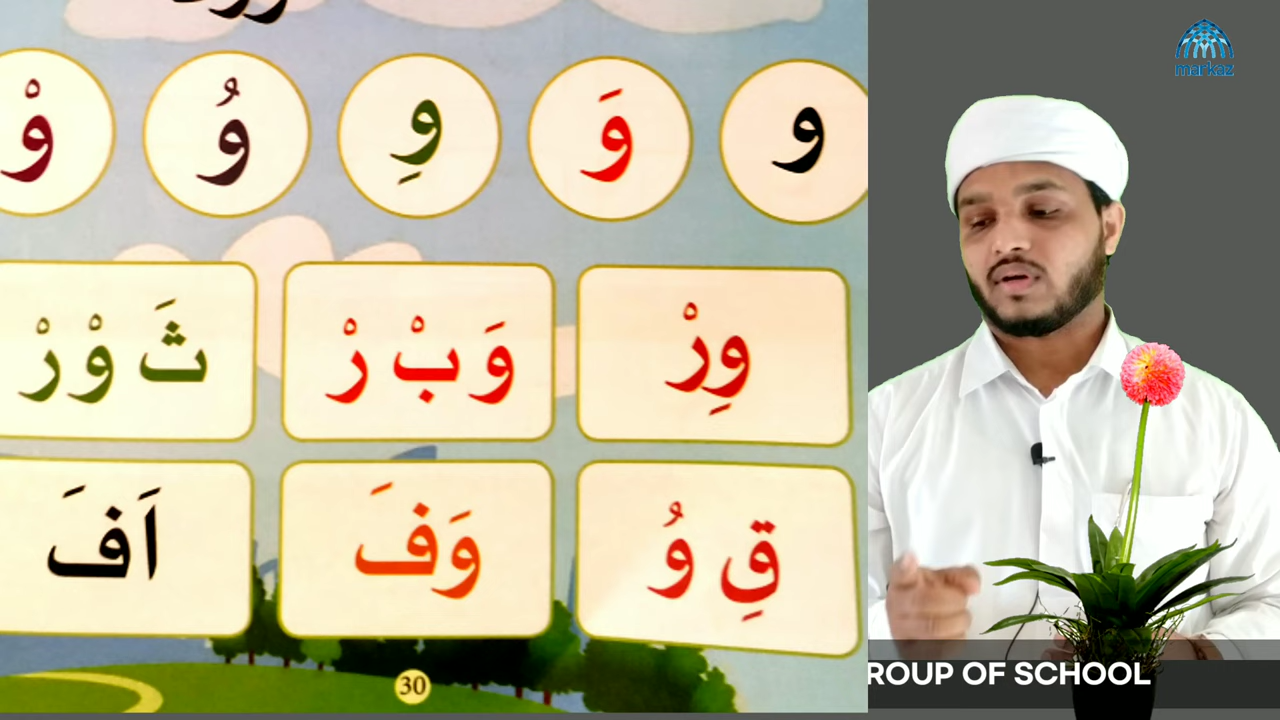 و وَ وِ وُ وْ
وِرْ وَ بْ رْ ثَ وْ رْ
قِ وُ وَ فَ اَ فَ
30
markaz
ROUP OF SCHOOL